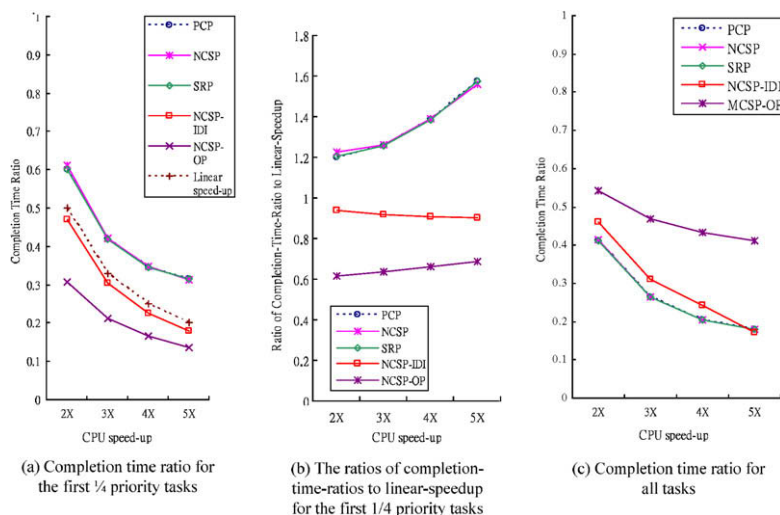 Completion Time Ratio
1
0.9
0.8
0.7
0.6
0.5
0.4
0.3
0.2
0.1
0
2X 3X 4X 5X
CPU speed-up
PCP
NCSP
SRP
NCSP-
IDI
NCSP-
OP
Linear
speed-up
(a) Completion time ratio for
the first ¼ priority tasks
Ratio of Completion-Time-Ratio to Linear-Speedup
1.8
1.6
1.4
1.2
1
0.8
0.6
0.4
0.2
0
2X 3X 4X 5X
CPU speed-up
PCP
NCSP
SRP
NCSP-IDI
NCSP-OP
(b) The ratios of completion-
time-ratios to linear-speedup
for the first 1/4 priority tasks
Completion Time Ratio
1
0.9
0.8
0.7
0.6
0.5
0.4
0.3
0.2
0.1
0
2X 3X 4X 5X
CPU speed-up
PCP
NCSP
SRP
NCSP-IDI
MCSP-OP
(c) Completion time ratio for
all tasks